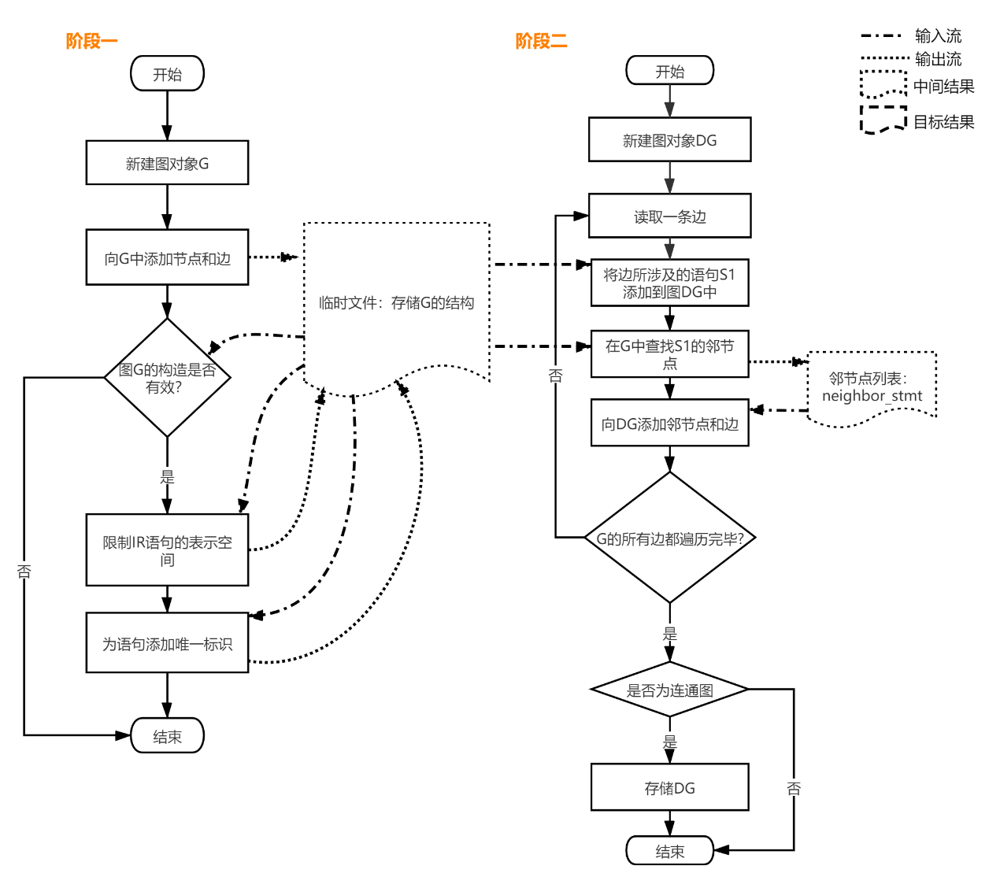 阶段一
开始
新建图对象G
向G中添加节点和边
图G的构造是否
有效?
是
否
限制IR语句的表示空
间
为语句添加唯一标识
结束
临时文件：存储G的结构
阶段二
开始
新建图对象DG
读取一条边
将边所涉及的语句S1
添加到图DG中
在G中查找S1的邻节
点
否
向DG添加邻节点和边
邻节点列表：
neighbor_stmt
G的所有边都遍历完毕?
是
是否为连通图
是
否
存储DG
结束
输入流
输出流
中间结果
目标结果